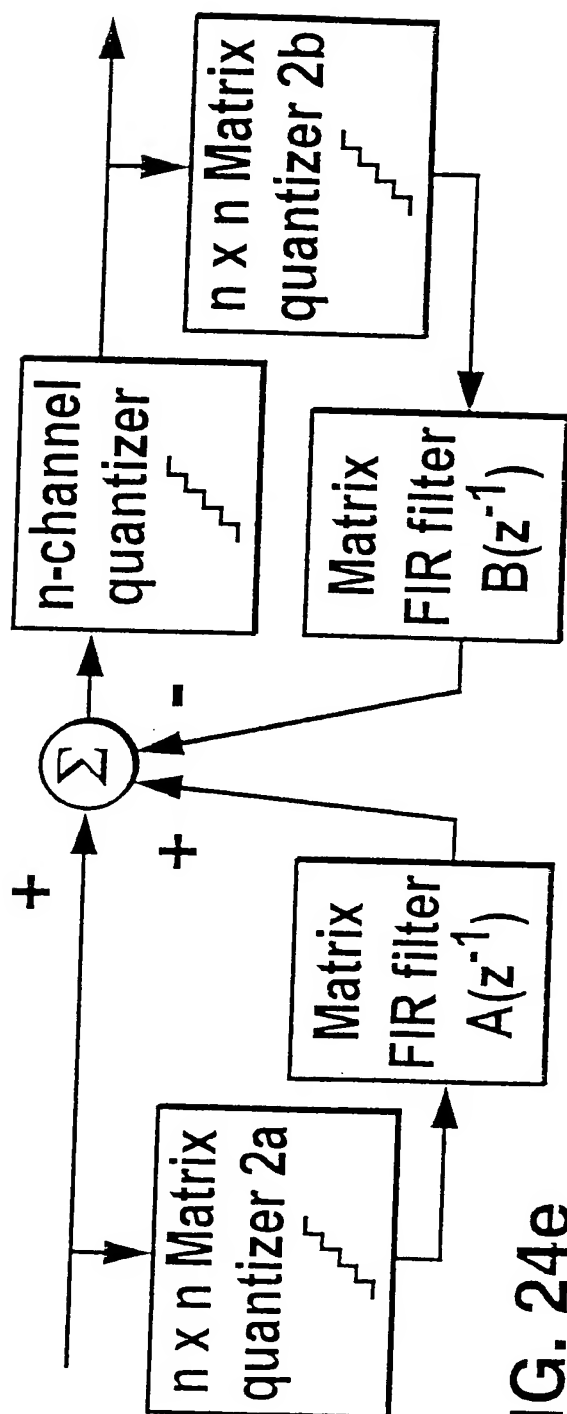 n-channel
quantizer
+
Σ
+
-
n x n Matrix
quantizer 2a
Matrix
FIR filter
A(z⁻¹)
Matrix
FIR filter
B(z⁻¹)
n x n Matrix
quantizer 2b
IG. 24e